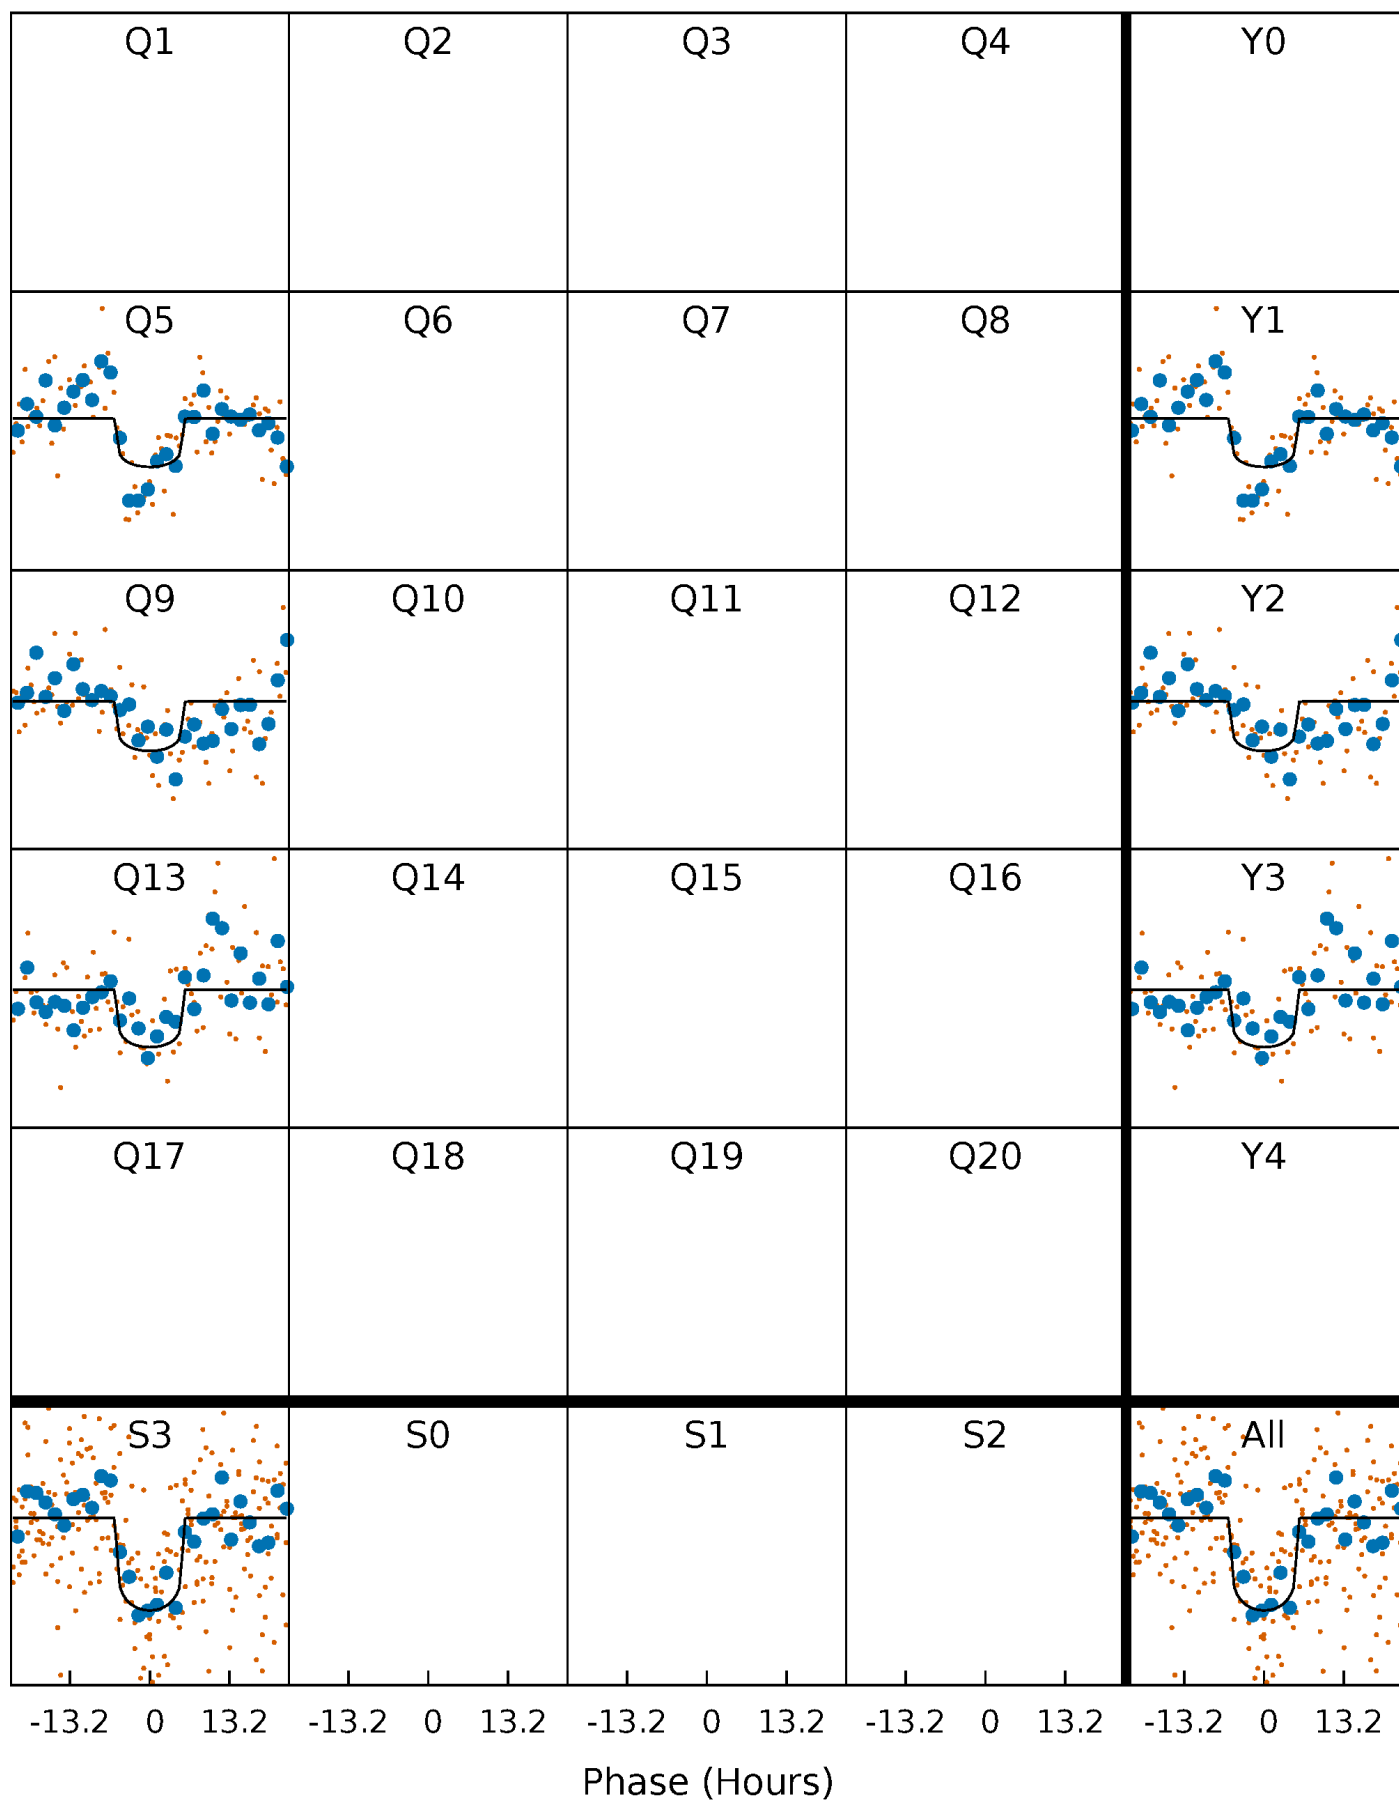 Q1 Q2 Q3 Q4 Y0
Q5 Q6 Q7 Q8 Y1
Q9 Q10 Q11 Q12 Y2
Q13 Q14 Q15 Q16 Y3
Q17 Q18 Q19 Q20 Y4
S3 S0 S1 S2 All
-13.2 0 13.2 -13.2 0 13.2 -13.2 0 13.2 -13.2 0 13.2 -13.2 0 13.2
Phase (Hours)